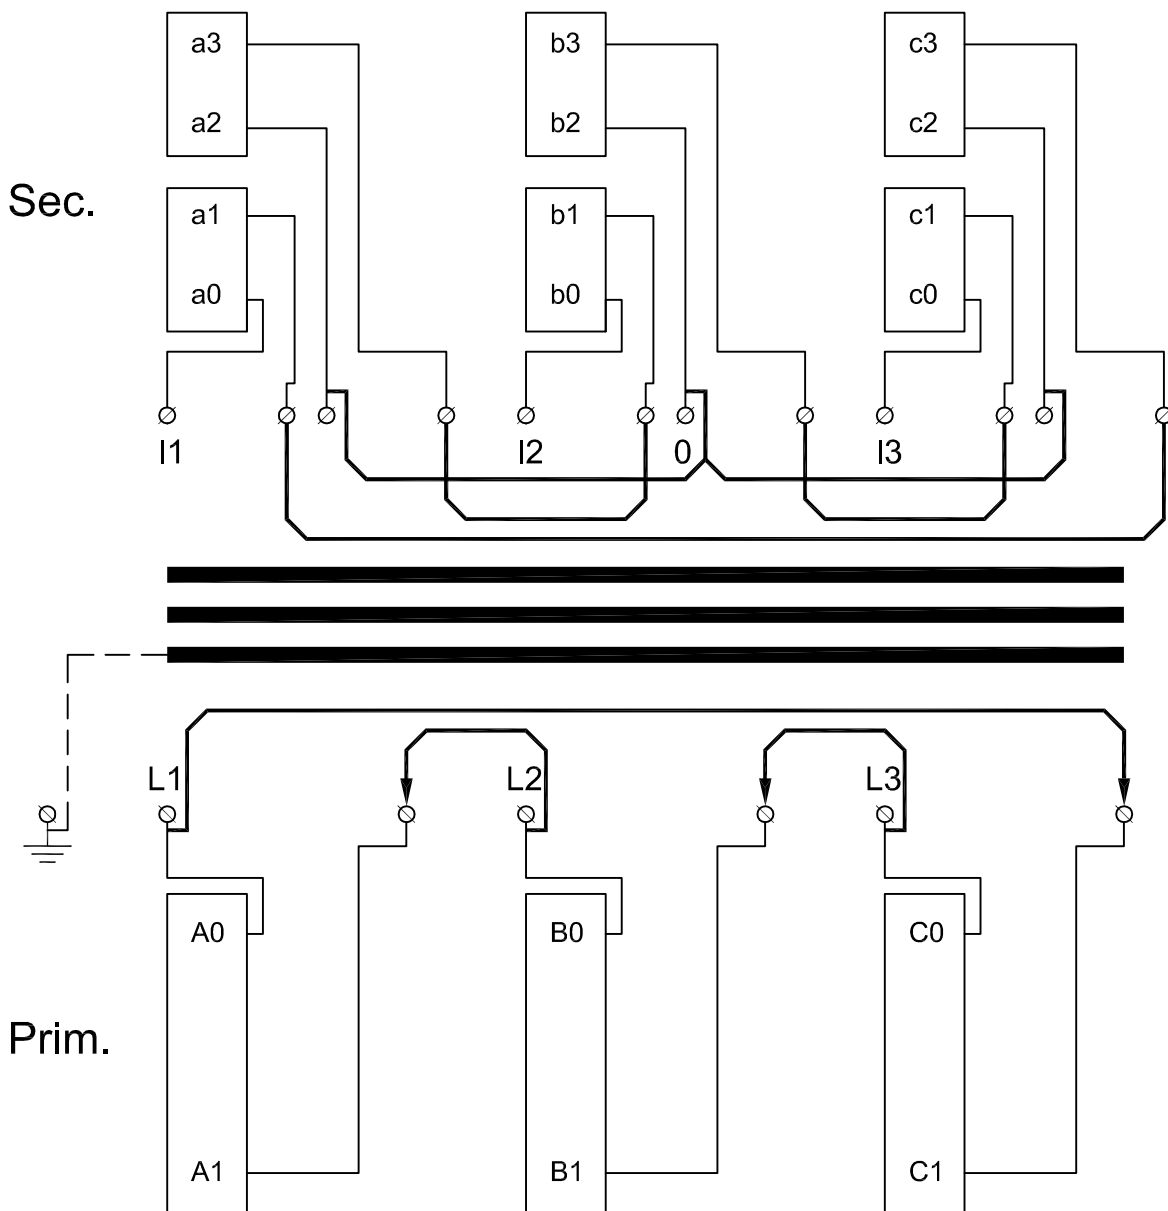 a3 b3 c3
a2 b2 c2
Sec.
a1 b1 c1
a0 b0 c0
I1 I2 0 I3
L1 L2 L3
A0 B0 C0
Prim.
A1 B1 C1